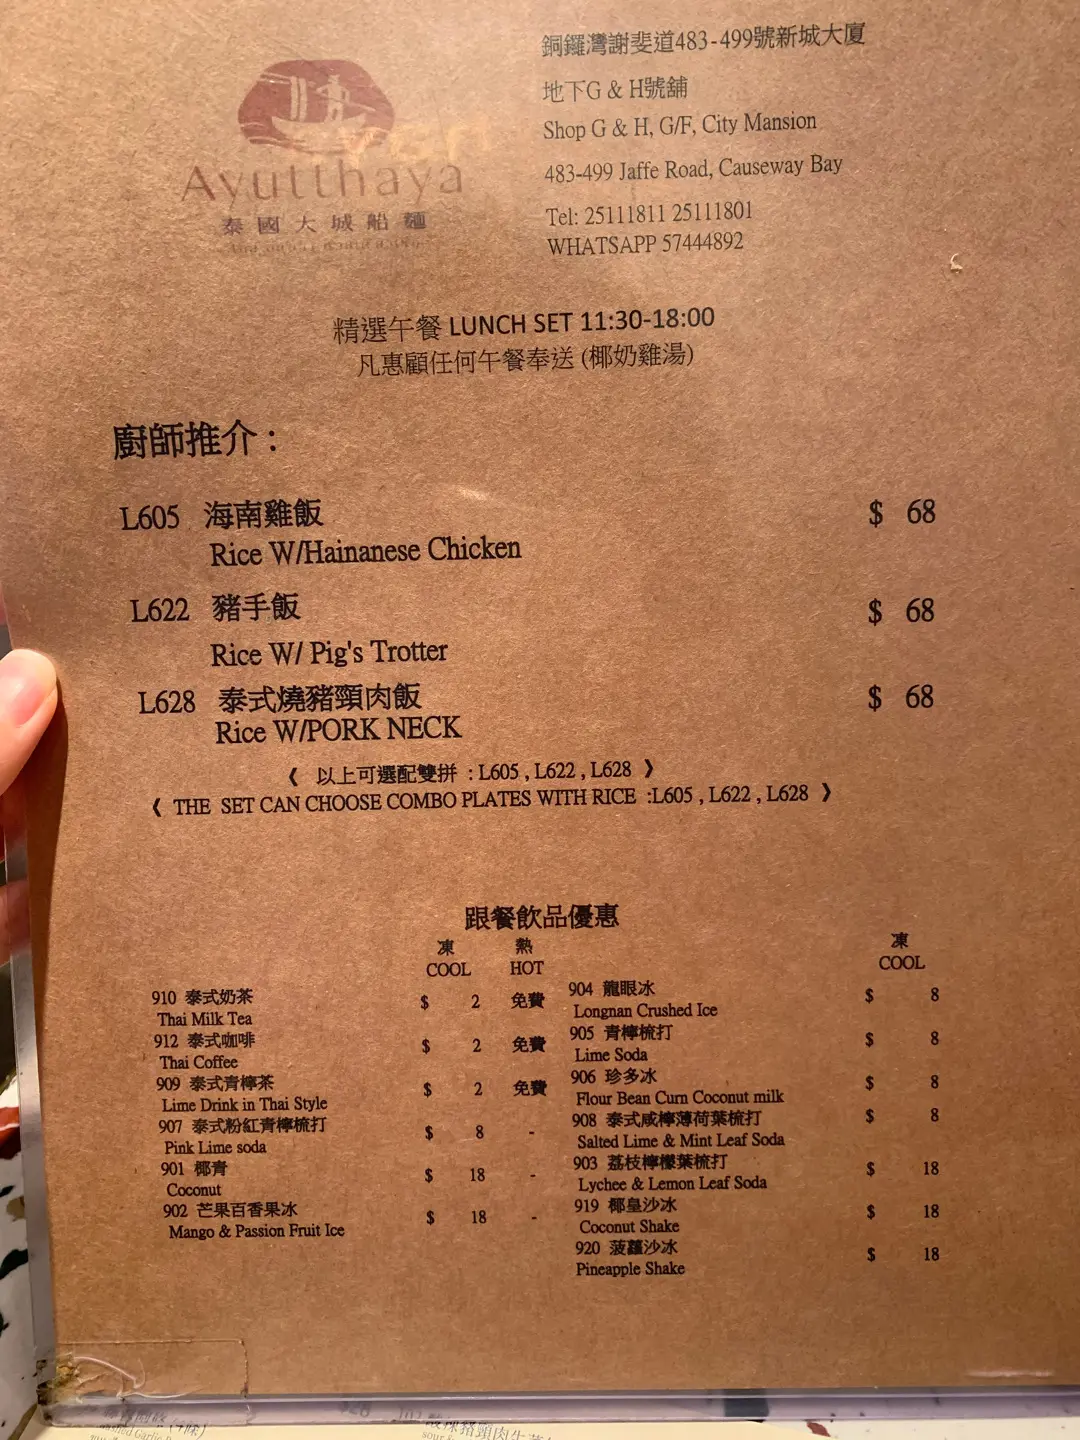 Ayutthaya
泰國大城船麵
銅鑼灣謝斐道483-499號新城大廈
地下G & H號舖
Shop G & H, G/F, City Mansion
483-499 Jaffe Road, Causeway Bay
Tel: 25111811 25111801
WHATSAPP 57444892
精選午餐 LUNCH SET 11:30-18:00
凡惠顧任何午餐奉送 (椰奶雞湯)
廚師推介 :
L605 海南雞飯 $ 68
Rice W/Hainanese Chicken
L622 豬手飯 $ 68
Rice W/ Pig's Trotter
L628 泰式燒豬頸肉飯 $ 68
Rice W/PORK NECK
《 以上可選配雙拼 : L605 , L622 , L628 》
《 THE SET CAN CHOOSE COMBO PLATES WITH RICE :L605 , L622 , L628 》
跟餐飲品優惠
凍 熱
COOL HOT
910 泰式奶茶 $ 2 免費
Thai Milk Tea
912 泰式咖啡 $ 2 免費
Thai Coffee
909 泰式青檸茶 $ 2 免費
Lime Drink in Thai Style
907 泰式粉紅青檸梳打 $ 8 -
Pink Lime soda
901 椰青 $ 18 -
Coconut
902 芒果百香果冰 $ 18 -
Mango & Passion Fruit Ice
凍
COOL
904 龍眼冰 $ 8
Longnan Crushed Ice
905 青檸梳打 $ 8
Lime Soda
906 珍多冰 $ 8
Flour Bean Curn Coconut milk
908 泰式咸檸薄荷葉梳打 $ 8
Salted Lime & Mint Leaf Soda
903 荔枝檸檬葉梳打 $ 18
Lychee & Lemon Leaf Soda
919 椰皇沙冰 $ 18
Coconut Shake
920 菠蘿沙冰 $ 18
Pineapple Shake